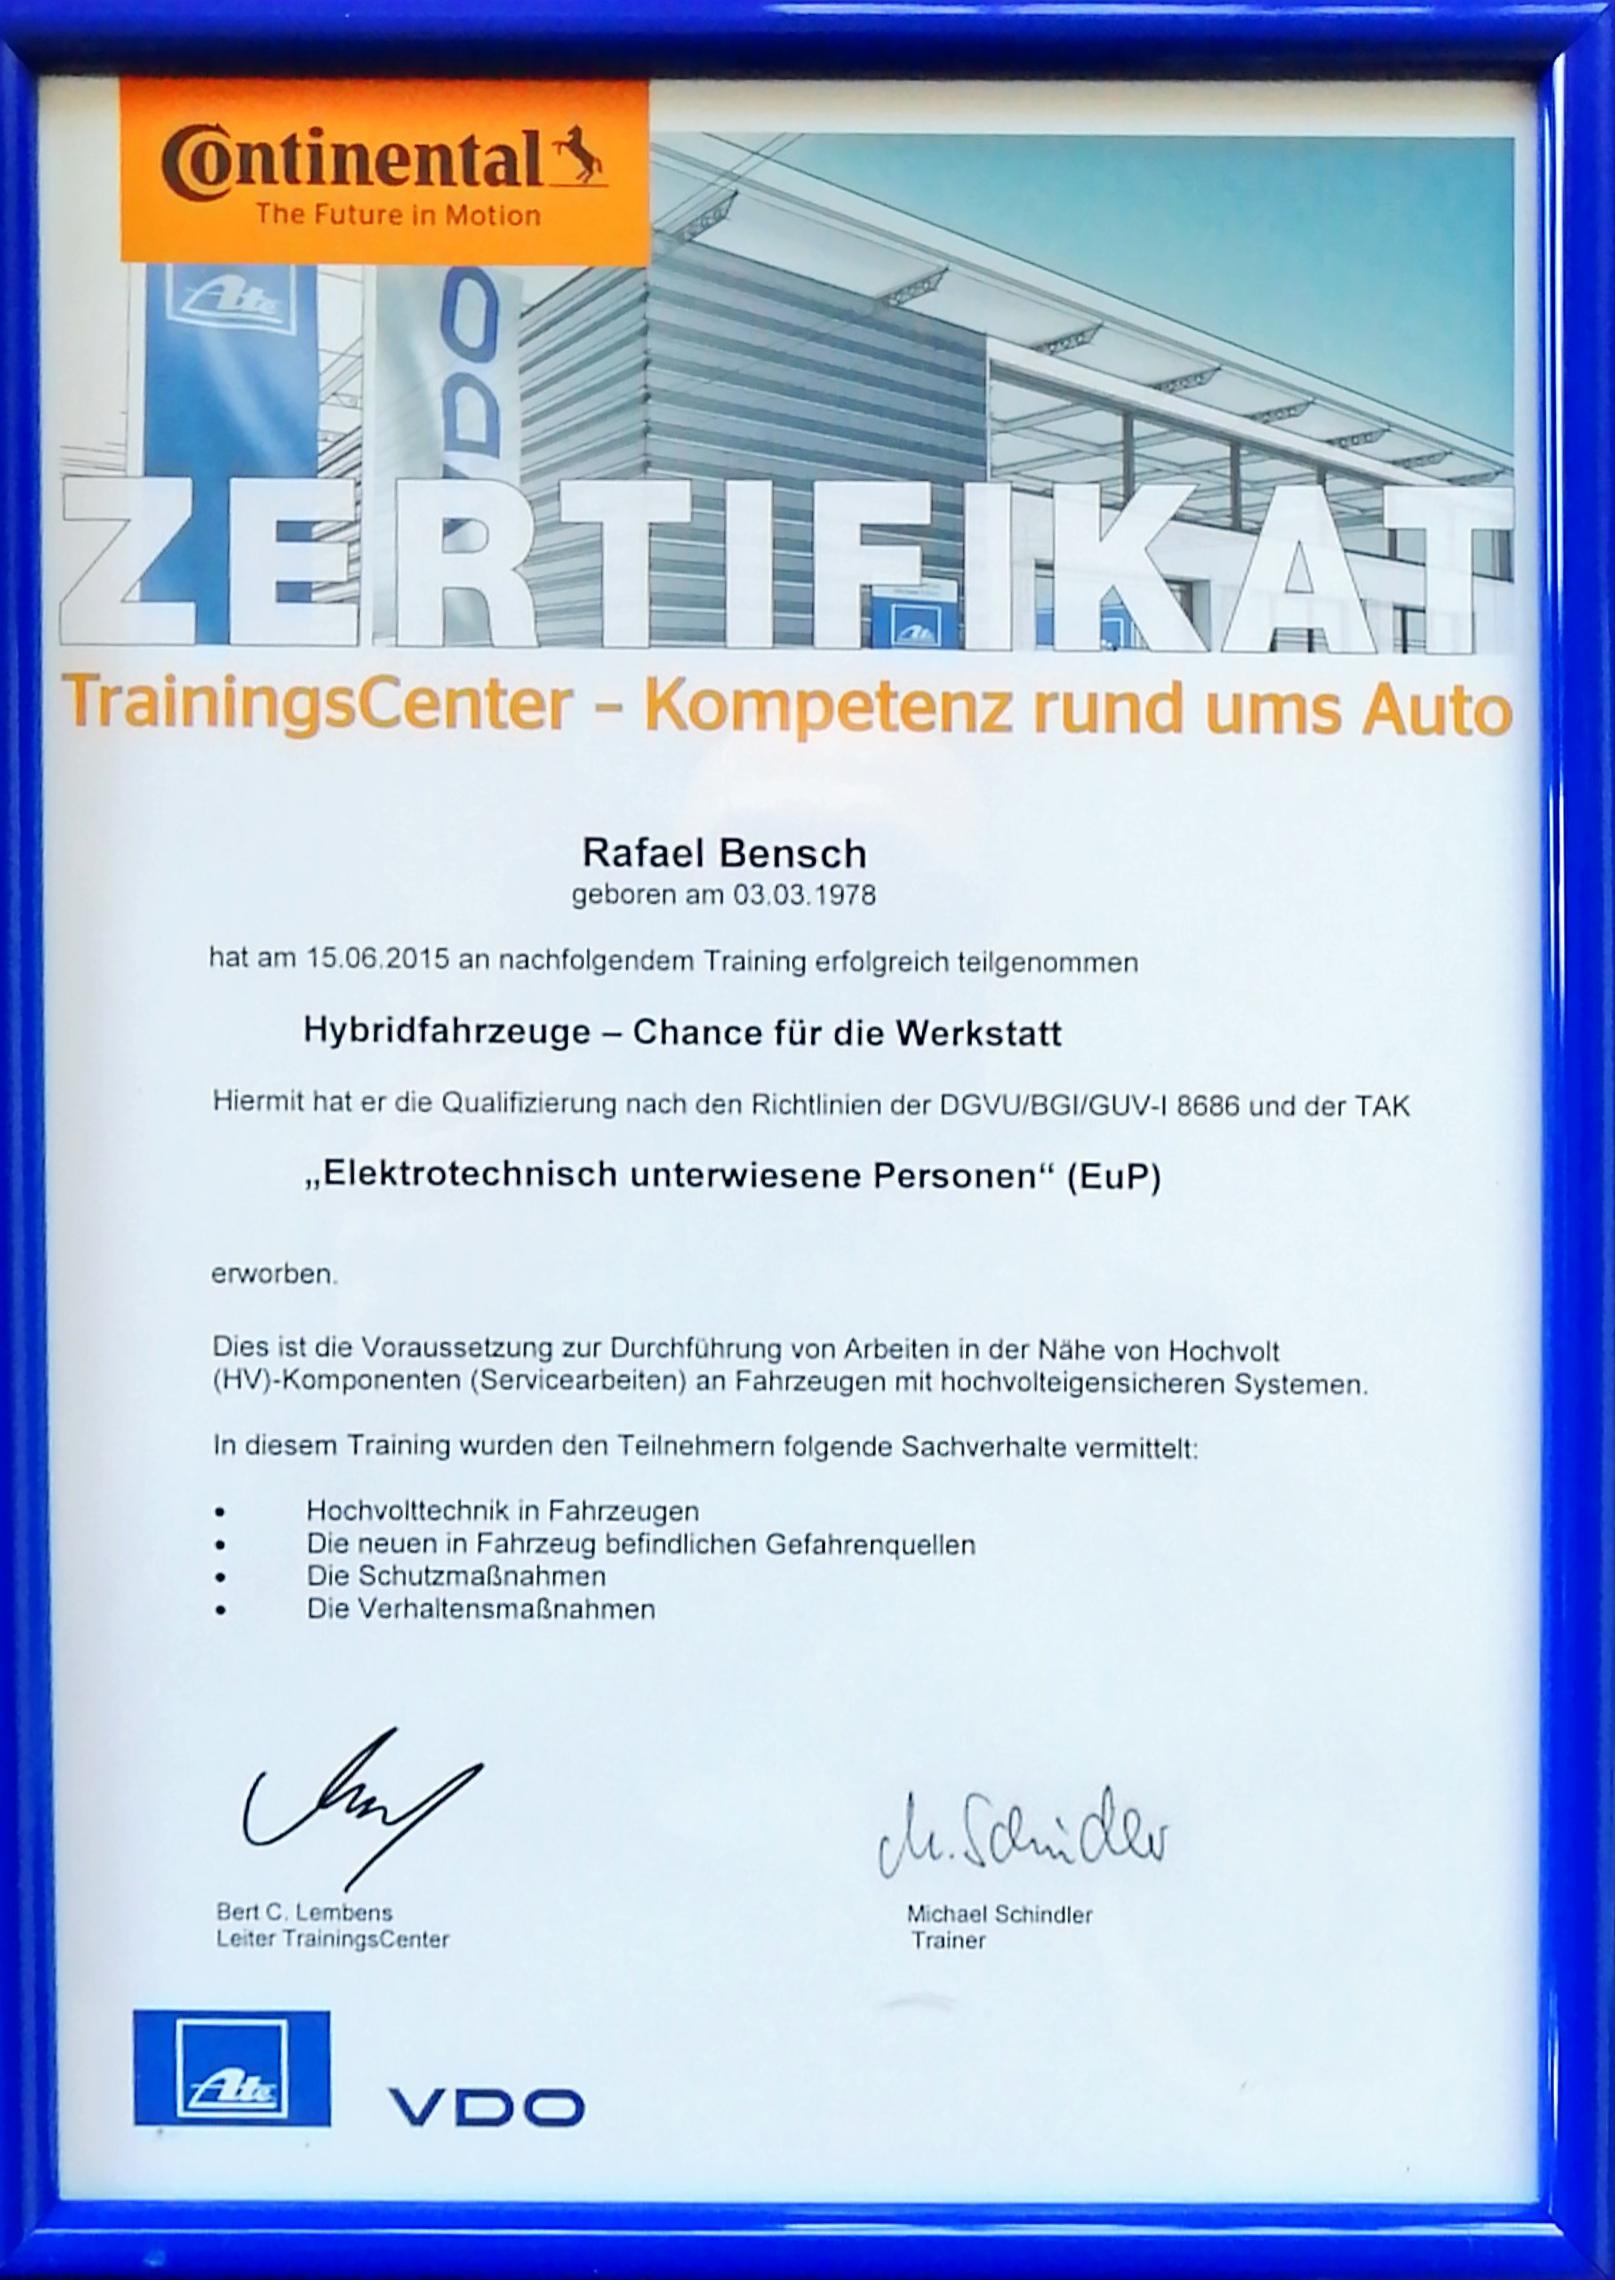 Continental
The Future in Motion
Ate
VDO
ZERTIFIKAT
Ate
TrainingsCenter - Kompetenz rund ums Auto
Rafael Bensch
geboren am 03.03.1978
hat am 15.06.2015 an nachfolgendem Training erfolgreich teilgenommen
Hybridfahrzeuge – Chance für die Werkstatt
Hiermit hat er die Qualifizierung nach den Richtlinien der DGVU/BGI/GUV-I 8686 und der TAK
„Elektrotechnisch unterwiesene Personen“ (EuP)
erworben.
Dies ist die Voraussetzung zur Durchführung von Arbeiten in der Nähe von Hochvolt
(HV)-Komponenten (Servicearbeiten) an Fahrzeugen mit hochvolteigensicheren Systemen.
In diesem Training wurden den Teilnehmern folgende Sachverhalte vermittelt:
• Hochvolttechnik in Fahrzeugen
• Die neuen in Fahrzeug befindlichen Gefahrenquellen
• Die Schutzmaßnahmen
• Die Verhaltensmaßnahmen
M. Schindler
Bert C. Lembens
Leiter TrainingsCenter
Michael Schindler
Trainer
Ate
VDO